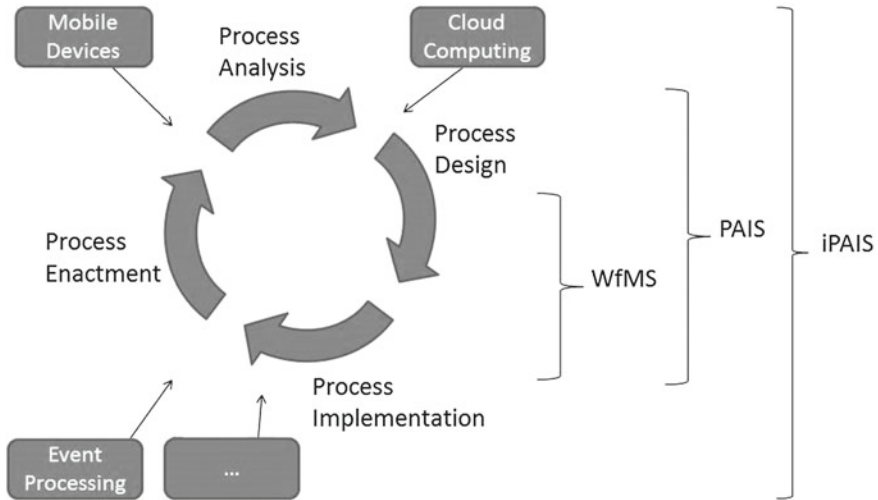 Mobile
Devices
Process
Analysis
Cloud
Computing
Process
Design
Process
Enactment
WfMS
PAIS
iPAIS
Process
Implementation
Event
Processing
...